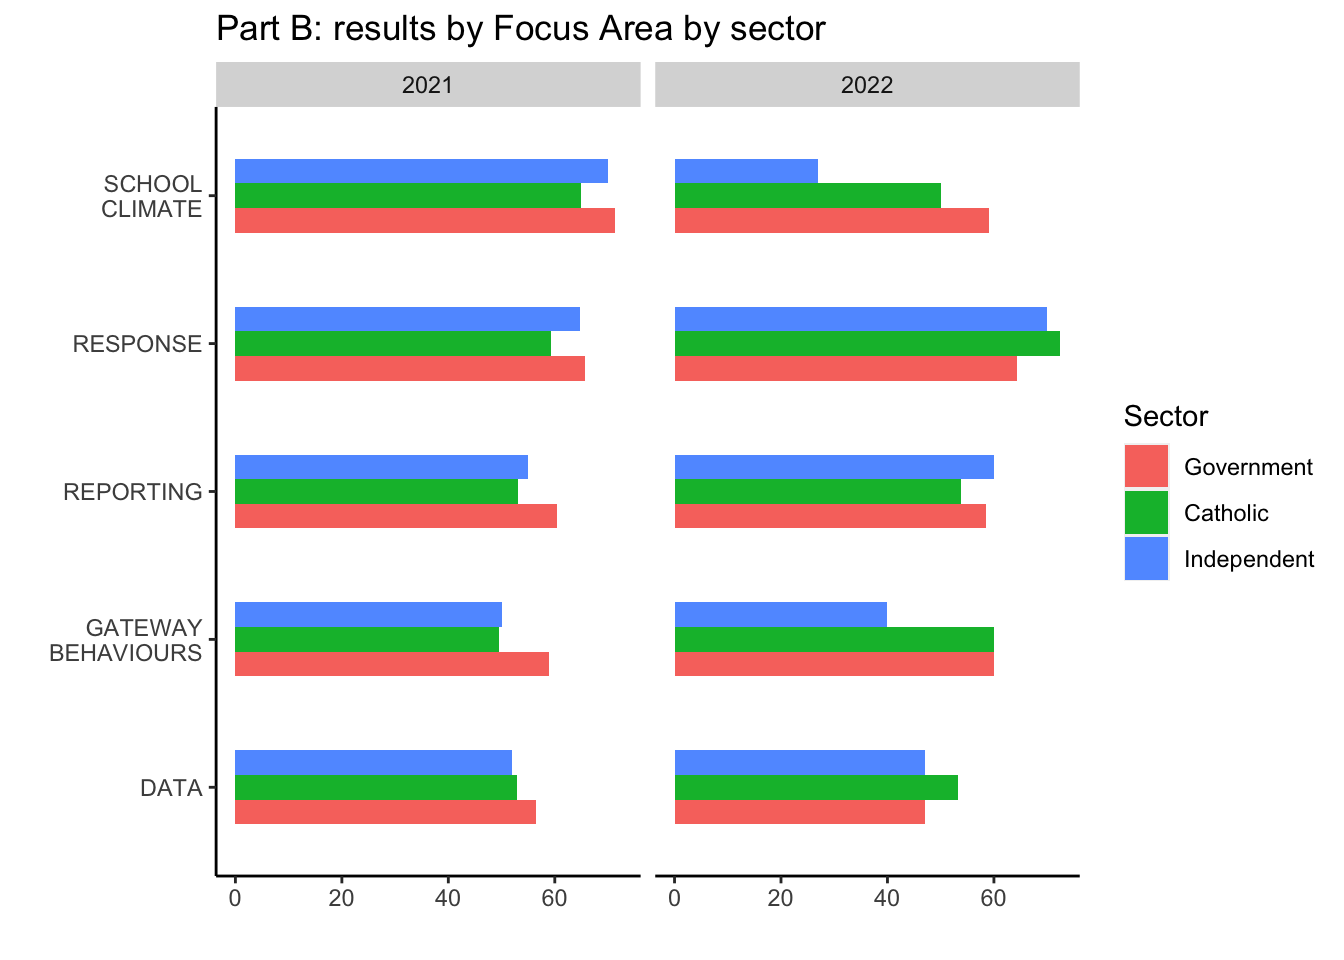 Part B: results by Focus Area by sector
2021
2022
SCHOOL
CLIMATE
RESPONSE
REPORTING
GATEWAY
BEHAVIOURS
DATA
0
20
40
60
0
20
40
60
Sector
Government
Catholic
Independent